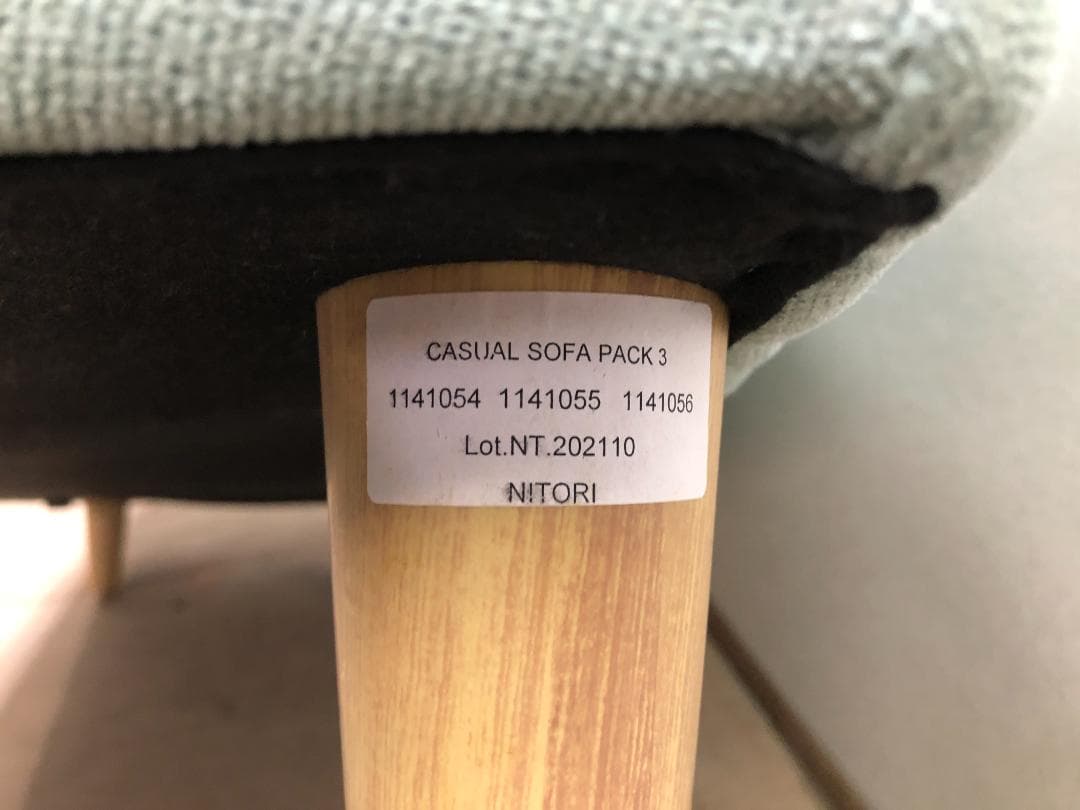 CASUAL SOFA PACK 3
1141054 1141055 1141056
Lot.NT.202110
NITORI